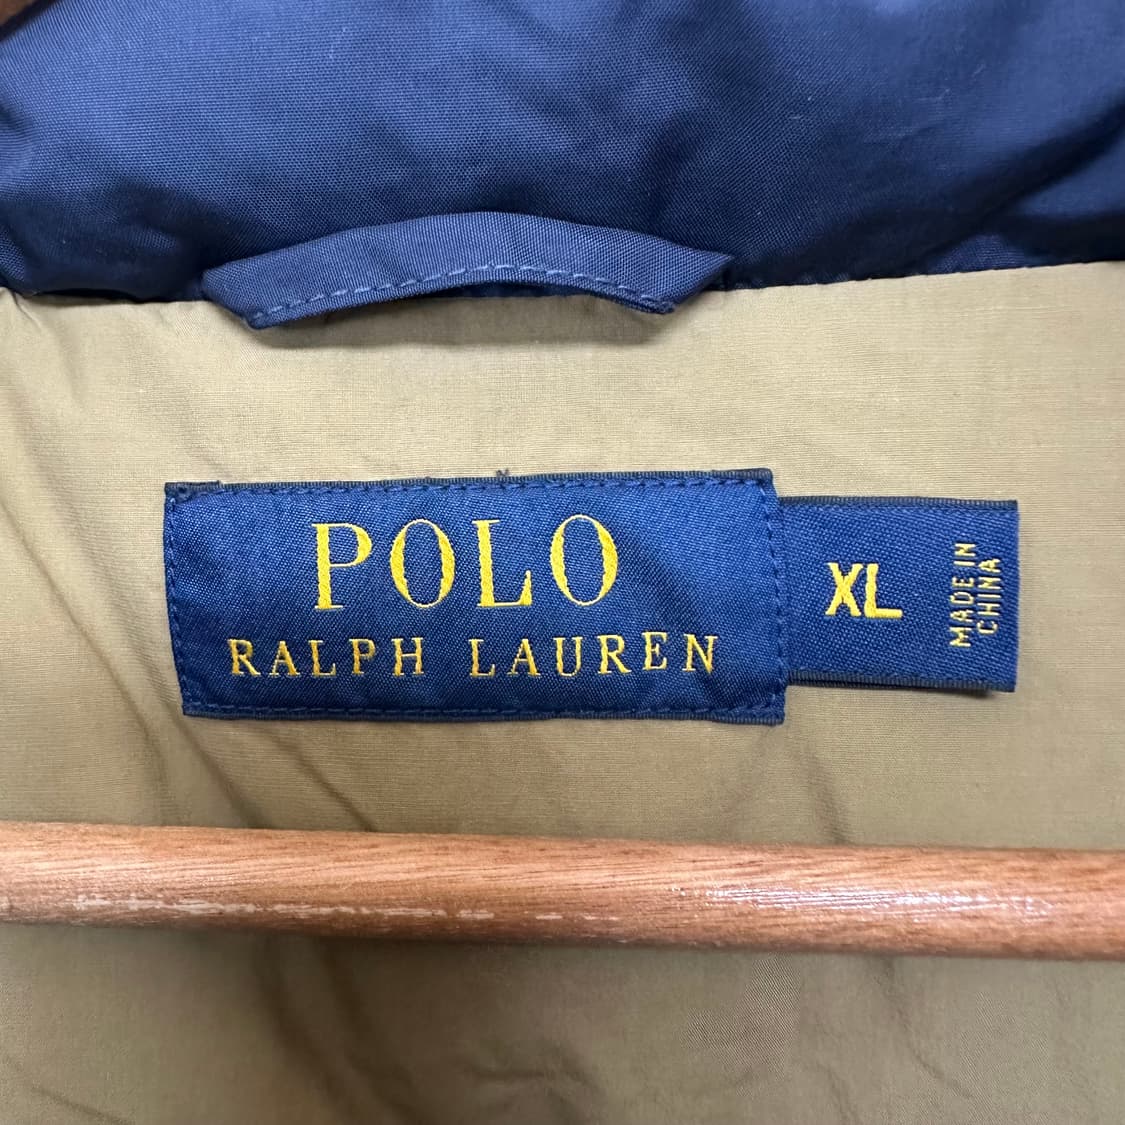 POLO
RALPH LAUREN
XL
MADE IN
CHINA